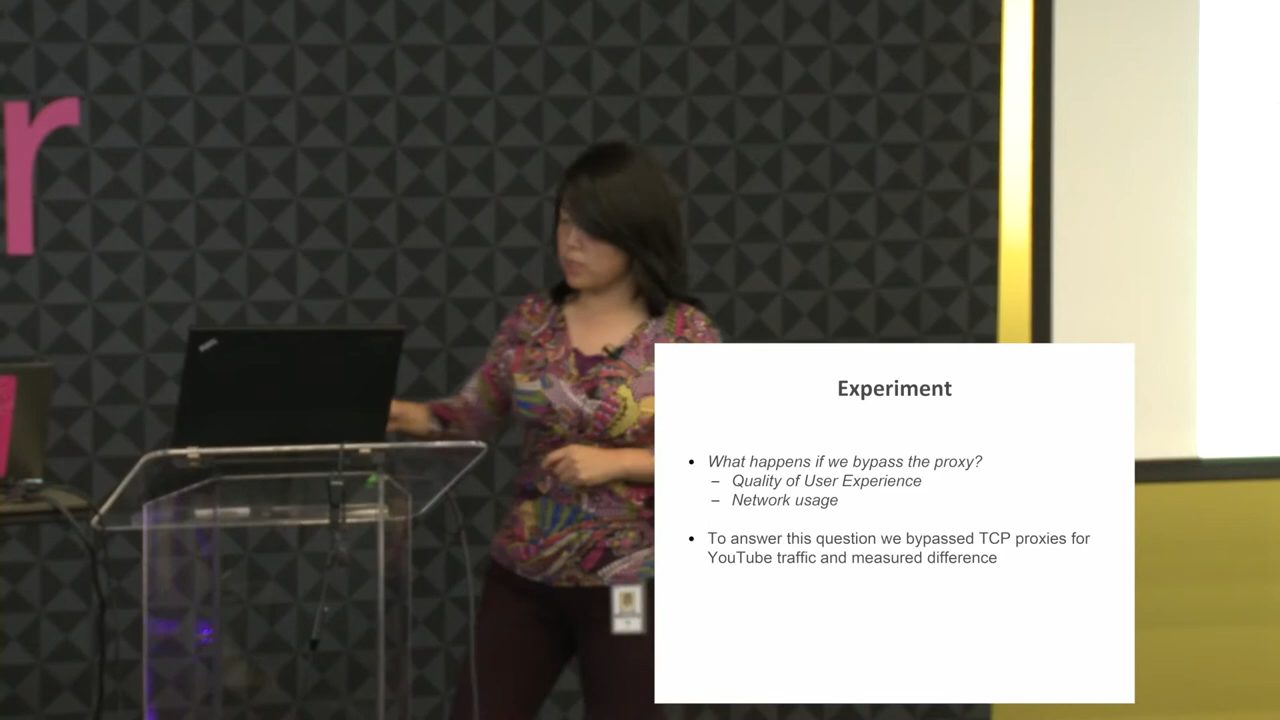 r
Experiment
• What happens if we bypass the proxy?
– Quality of User Experience
– Network usage
• To answer this question we bypassed TCP proxies for
YouTube traffic and measured difference